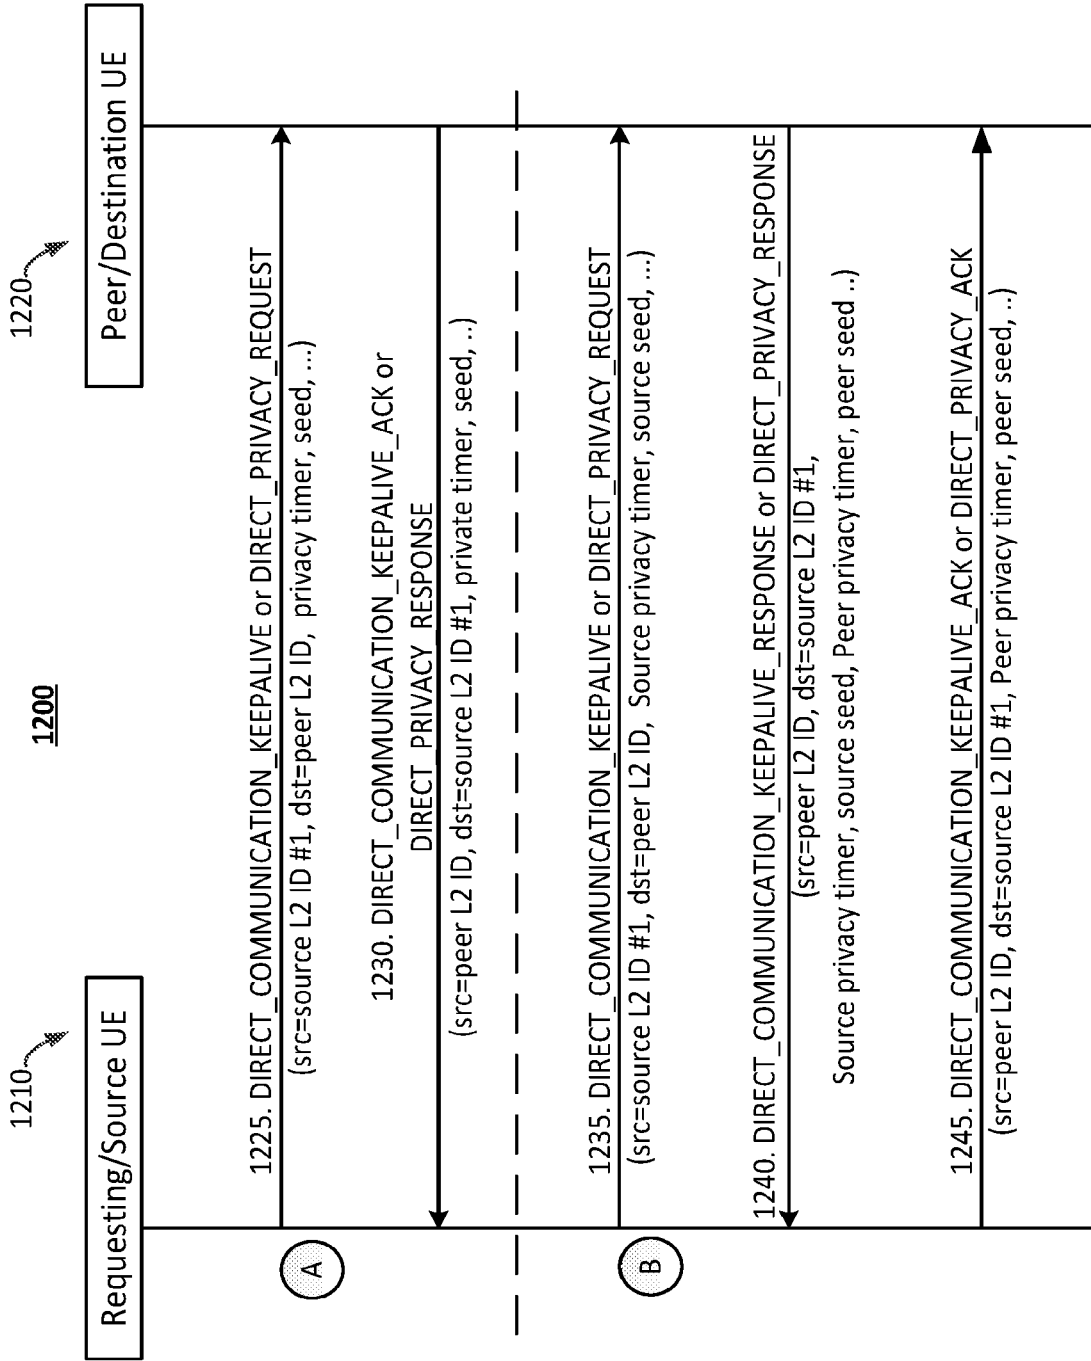 1200
1210
1220
Requesting/Source UE
Peer/Destination UE
A
1225. DIRECT_COMMUNICATION_KEEPALIVE or DIRECT_PRIVACY_REQUEST
(src=source L2 ID #1, dst=peer L2 ID, privacy timer, seed, ...)
1230. DIRECT_COMMUNICATION_KEEPALIVE_ACK or
DIRECT_PRIVACY_RESPONSE
(src=peer L2 ID, dst=source L2 ID #1, private timer, seed, ..)
B
1235. DIRECT_COMMUNICATION_KEEPALIVE or DIRECT_PRIVACY_REQUEST
(src=source L2 ID #1, dst=peer L2 ID, Source privacy timer, source seed, ...)
1240. DIRECT_COMMUNICATION_KEEPALIVE_RESPONSE or DIRECT_PRIVACY_RESPONSE
(src=peer L2 ID, dst=source L2 ID #1,
Source privacy timer, source seed, Peer privacy timer, peer seed ..)
1245. DIRECT_COMMUNICATION_KEEPALIVE_ACK or DIRECT_PRIVACY_ACK
(src=peer L2 ID, dst=source L2 ID #1, Peer privacy timer, peer seed, ..)